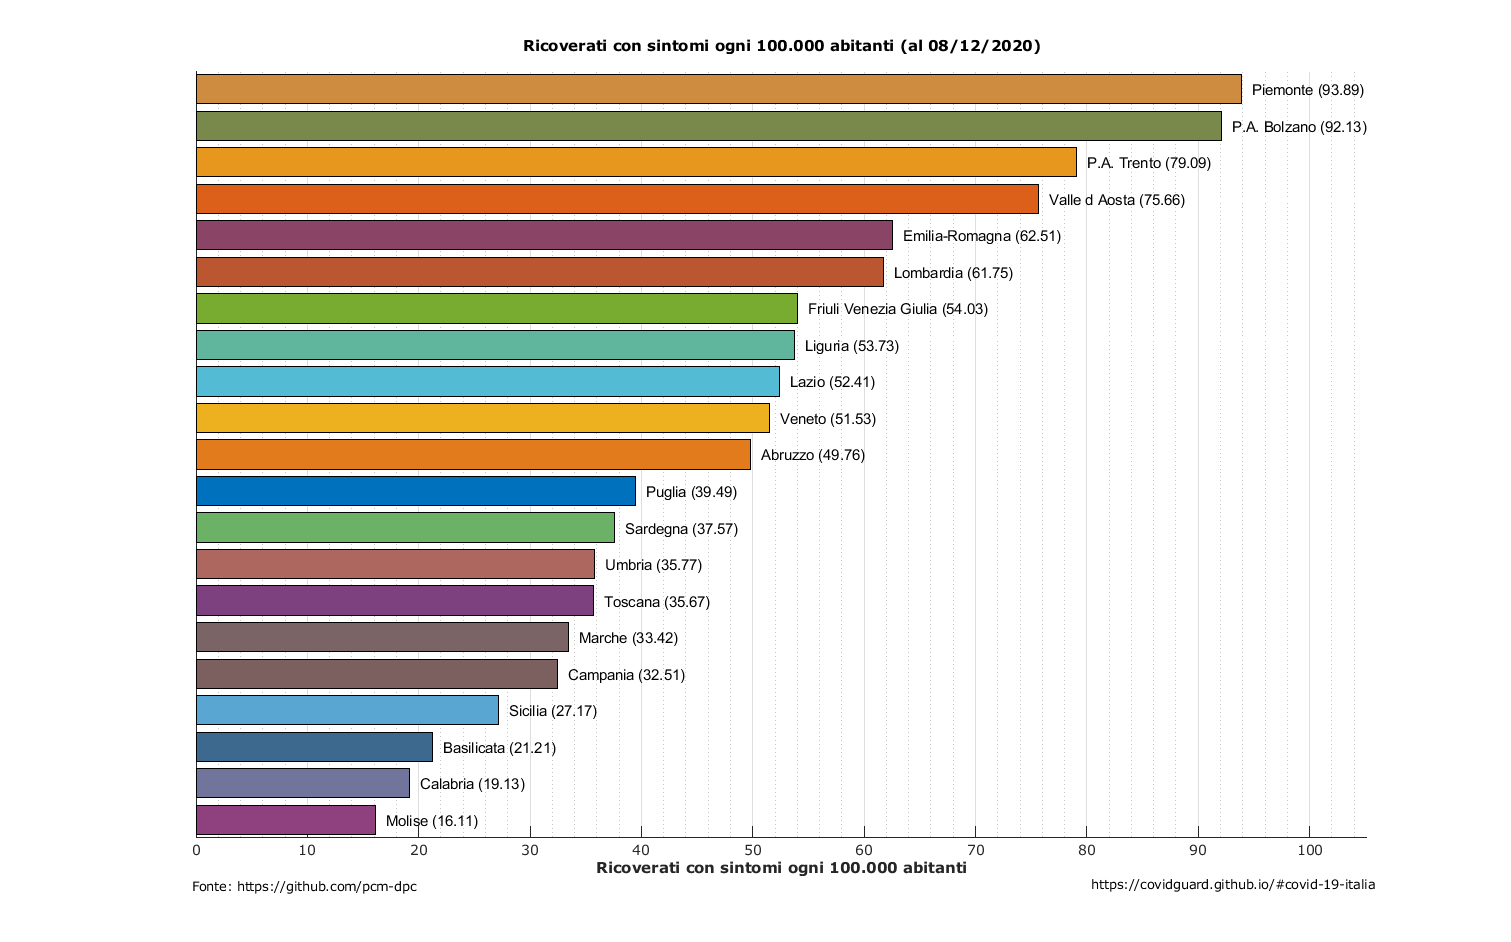 Ricoverati con sintomi ogni 100.000 abitanti (al 08/12/2020)
Piemonte (93.89)
P.A. Bolzano (92.13)
P.A. Trento (79.09)
Valle d Aosta (75.66)
Emilia-Romagna (62.51)
Lombardia (61.75)
Friuli Venezia Giulia (54.03)
Liguria (53.73)
Lazio (52.41)
Veneto (51.53)
Abruzzo (49.76)
Puglia (39.49)
Sardegna (37.57)
Umbria (35.77)
Toscana (35.67)
Marche (33.42)
Campania (32.51)
Sicilia (27.17)
Basilicata (21.21)
Calabria (19.13)
Molise (16.11)
0 10 20 30 40 50 60 70 80 90 100
Ricoverati con sintomi ogni 100.000 abitanti
Fonte: https://github.com/pcm-dpc
https://covidguard.github.io/#covid-19-italia